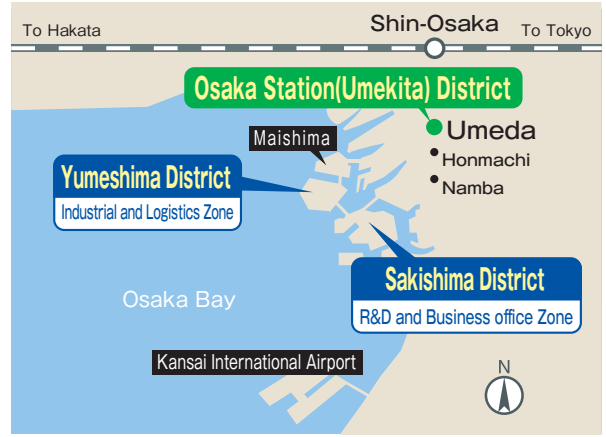 To Hakata
Shin-Osaka
To Tokyo
Osaka Station(Umekita) District
Umeda
Maishima
Honmachi
Yumeshima District
Namba
Industrial and Logistics Zone
Sakishima District
Osaka Bay
R&D and Business office Zone
Kansai International Airport
N